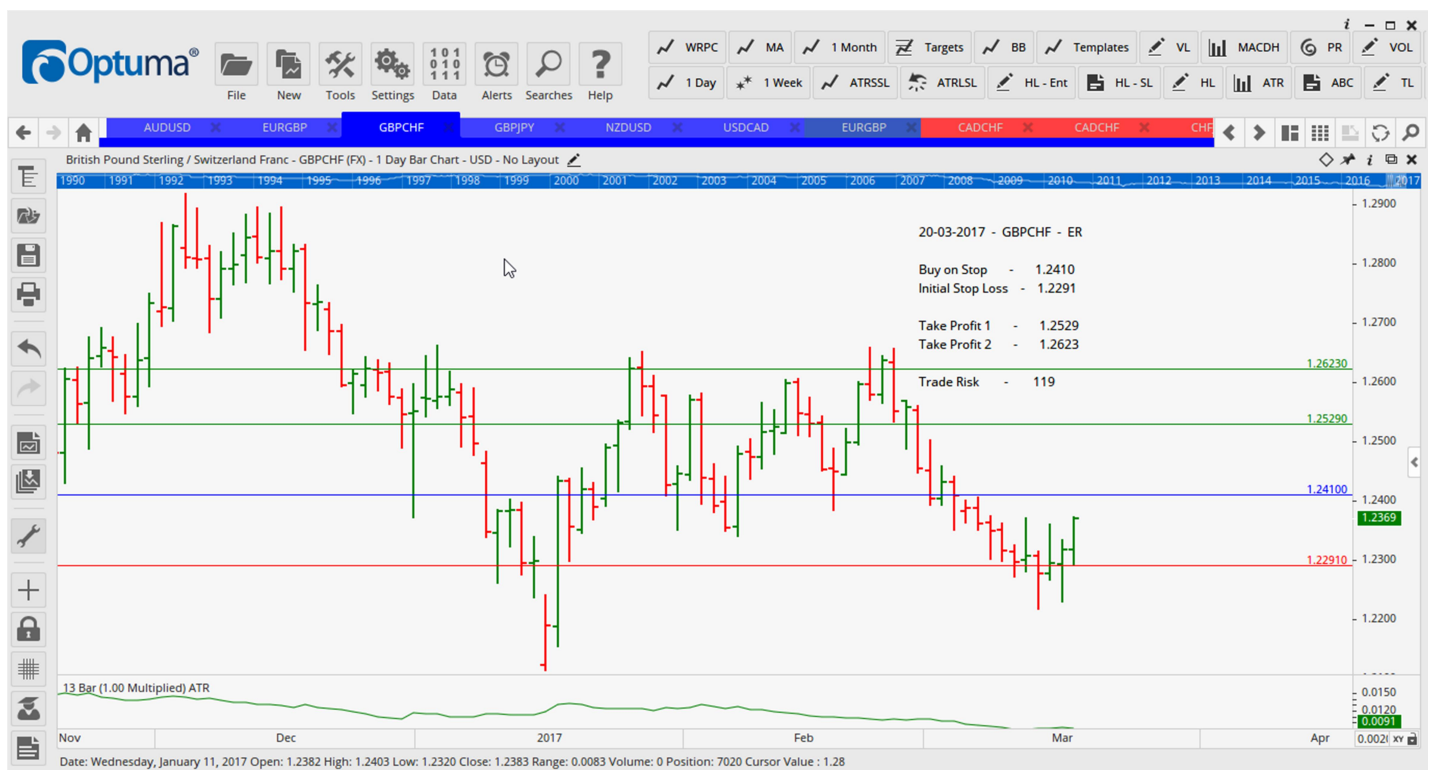 i
Optuma®
File New Tools Settings Data Alerts Searches Help
101
010
111
WRPC MA 1 Month Targets BB Templates VL MACDH PR VOL
1 Day 1 Week ATRSSL ATRLSL HL - Ent HL - SL HL ATR ABC TL
AUDUSD EURGBP GBPCHF GBPJPY NZDUSD USDCAD EURGBP CADCHF CADCHF CHF
British Pound Sterling / Switzerland Franc - GBPCHF (FX) - 1 Day Bar Chart - USD - No Layout
i
1990 1991 1992 1993 1994 1995 1996 1997 1998 1999 2000 2001 2002 2003 2004 2005 2006 2007 2008 2009 2010 2011 2012 2013 2014 2015 2016 2017
1.2900
20-03-2017 - GBPCHF - ER
1.2800
Buy on Stop - 1.2410
Initial Stop Loss - 1.2291
1.2700
Take Profit 1 - 1.2529
Take Profit 2 - 1.2623
1.26230
1.2600
Trade Risk - 119
1.25290
1.2500
1.24100
1.2400
1.2369
1.22910
1.2300
1.2200
13 Bar (1.00 Multiplied) ATR
0.0150
0.0120
0.0091
Nov Dec 2017 Feb Mar Apr
XY
Date: Wednesday, January 11, 2017 Open: 1.2382 High: 1.2403 Low: 1.2320 Close: 1.2383 Range: 0.0083 Volume: 0 Position: 7020 Cursor Value : 1.28